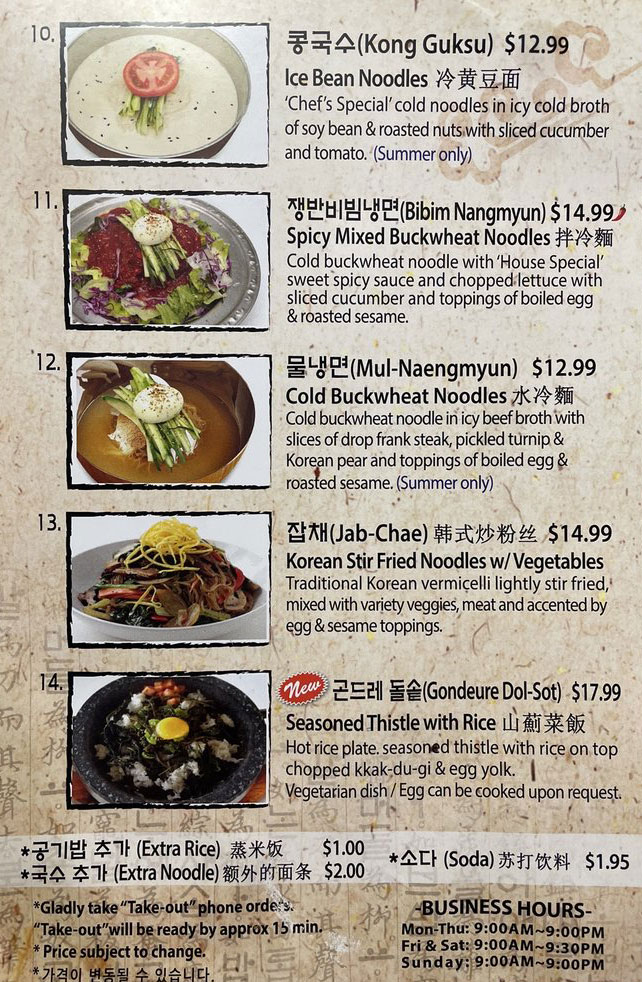 10.
콩국수(Kong Guksu) $12.99
Ice Bean Noodles 冷黄豆面
'Chef's Special' cold noodles in icy cold broth
of soy bean & roasted nuts with sliced cucumber
and tomato. (Summer only)
11.
쟁반비빔냉면(Bibim Nangmyun) $14.99
Spicy Mixed Buckwheat Noodles 拌冷麵
Cold buckwheat noodle with 'House Special'
sweet spicy sauce and chopped lettuce with
sliced cucumber and toppings of boiled egg
& roasted sesame.
12.
물냉면(Mul-Naengmyun) $12.99
Cold Buckwheat Noodles 水冷麵
Cold buckwheat noodle in icy beef broth with
slices of drop frank steak, pickled turnip &
Korean pear and toppings of boiled egg &
roasted sesame. (Summer only)
13.
잡채(Jab-Chae) 韩式炒粉丝 $14.99
Korean Stir Fried Noodles w/ Vegetables
Traditional Korean vermicelli lightly stir fried,
mixed with variety veggies, meat and accented by
egg & sesame toppings.
14.
New 곤드레 돌솥(Gondeure Dol-Sot) $17.99
Seasoned Thistle with Rice 山薊菜飯
Hot rice plate. seasoned thistle with rice on top
chopped kkak-du-gi & egg yolk.
Vegetarian dish / Egg can be cooked upon request.
*공기밥 추가 (Extra Rice) 蒸米饭 $1.00
*국수 추가 (Extra Noodle) 额外的面条 $2.00
*소다 (Soda) 苏打饮料 $1.95
*Gladly take "Take-out" phone orders.
"Take-out"will be ready by approx 15 min.
* Price subject to change.
* 가격이 변동될 수 있습니다.
-BUSINESS HOURS-
Mon-Thu: 9:00AM~9:00PM
Fri & Sat: 9:00AM~9:30PM
Sunday: 9:00AM~9:00PM